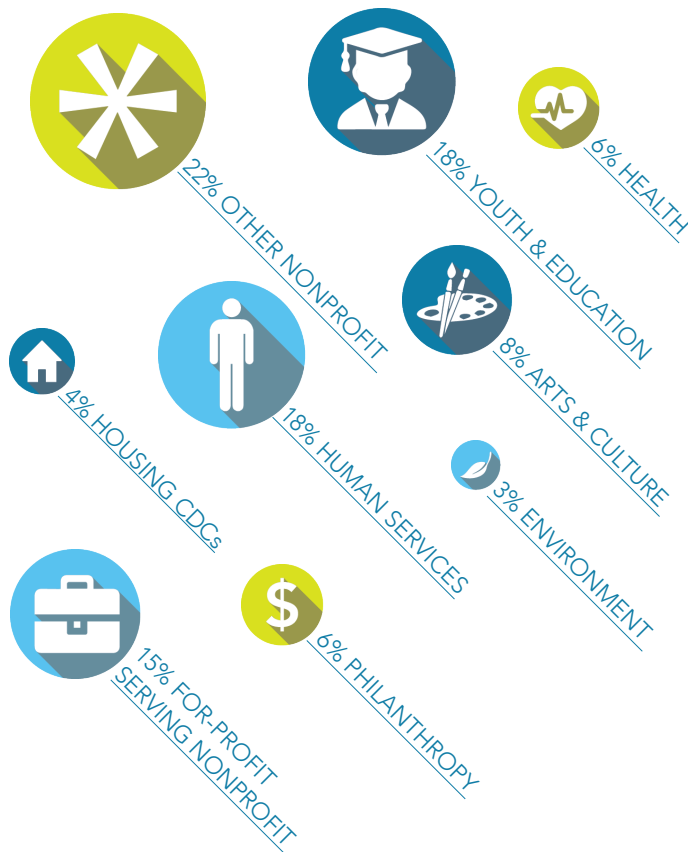 22% OTHER NONPROFIT
18% YOUTH & EDUCATION
6% HEALTH
8% ARTS & CULTURE
4% HOUSING CDCs
18% HUMAN SERVICES
3% ENVIRONMENT
15% FOR-PROFIT
SERVING NONPROFIT
$
6% PHILANTHROPY